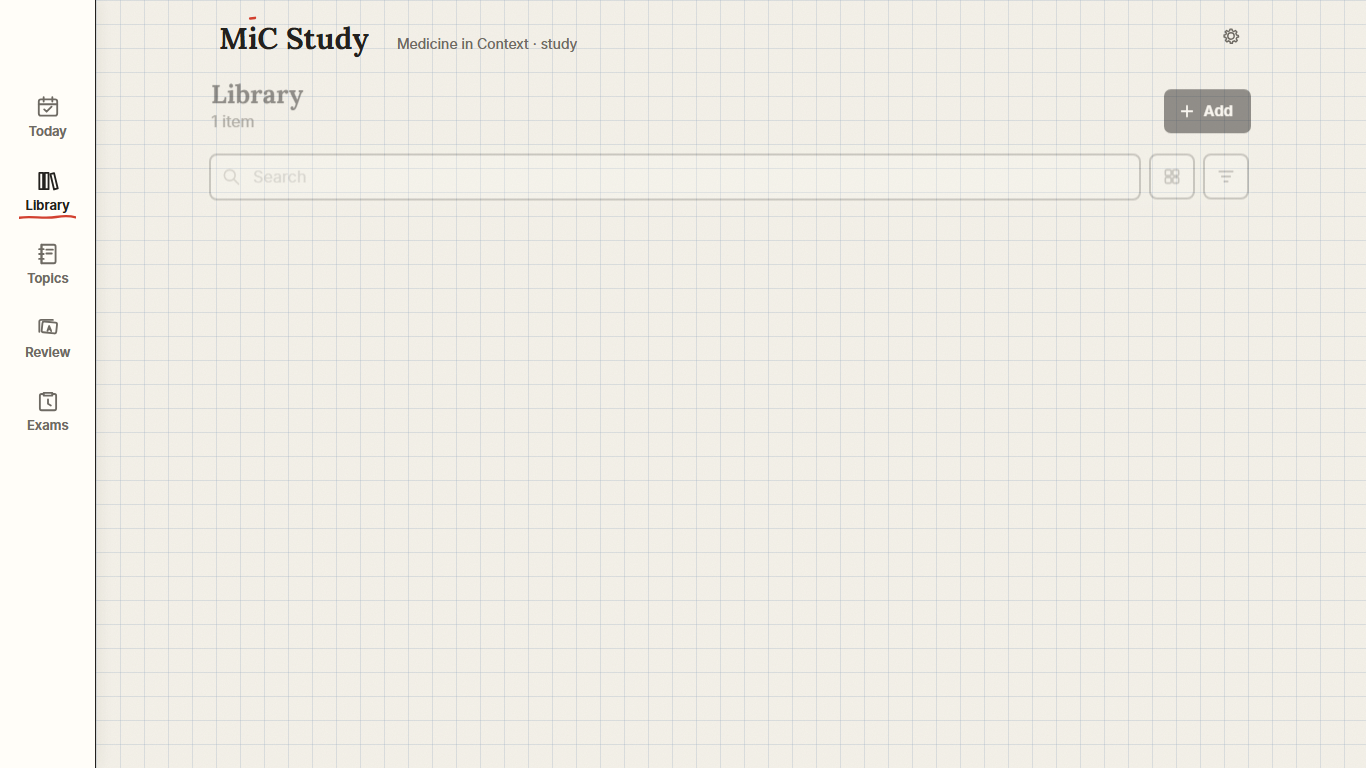 MiC Study
Medicine in Context · study
Today
Library
Topics
Review
Exams
Library
1 item
+ Add
Search